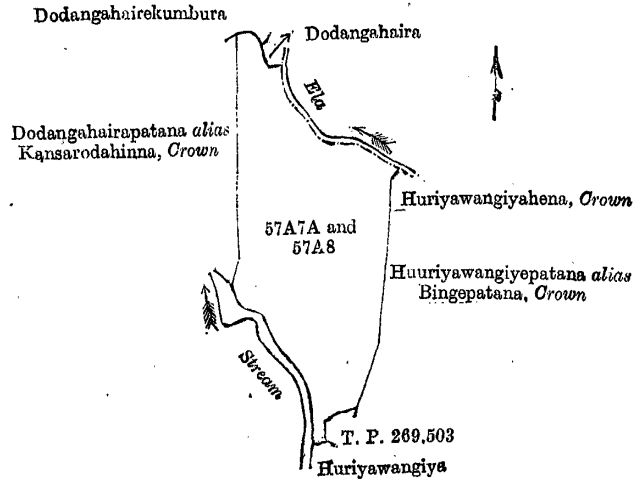 Dodangahairekumbura
Dodangahaira
Ela
Dodangahairapatana alias
Kansarodahinna, Crown
Huriyawangiyahena, Crown
57A7A and
57A8
Huuriyawangiyepatana alias
Bingepatana, Crown
Stream
T. P. 269,503
Huriyawangiya